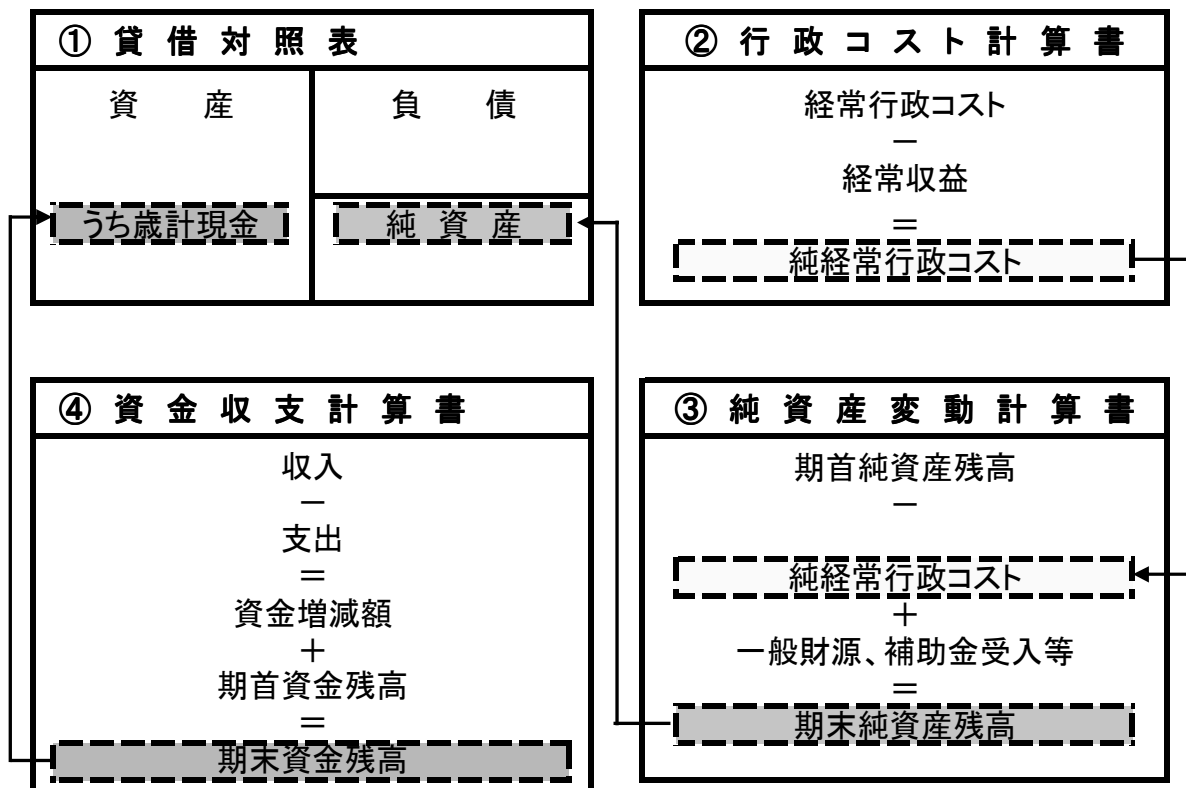 ① 貸 借 対 照 表
資 産
負 債
うち歳計現金
純 資 産
② 行 政 コ ス ト 計 算 書
経常行政コスト
－
経常収益
＝
純経常行政コスト
④ 資 金 収 支 計 算 書
収入
－
支出
＝
資金増減額
＋
期首資金残高
＝
期末資金残高
③ 純 資 産 変 動 計 算 書
期首純資産残高
－
純経常行政コスト
＋
一般財源、補助金受入等
＝
期末純資産残高